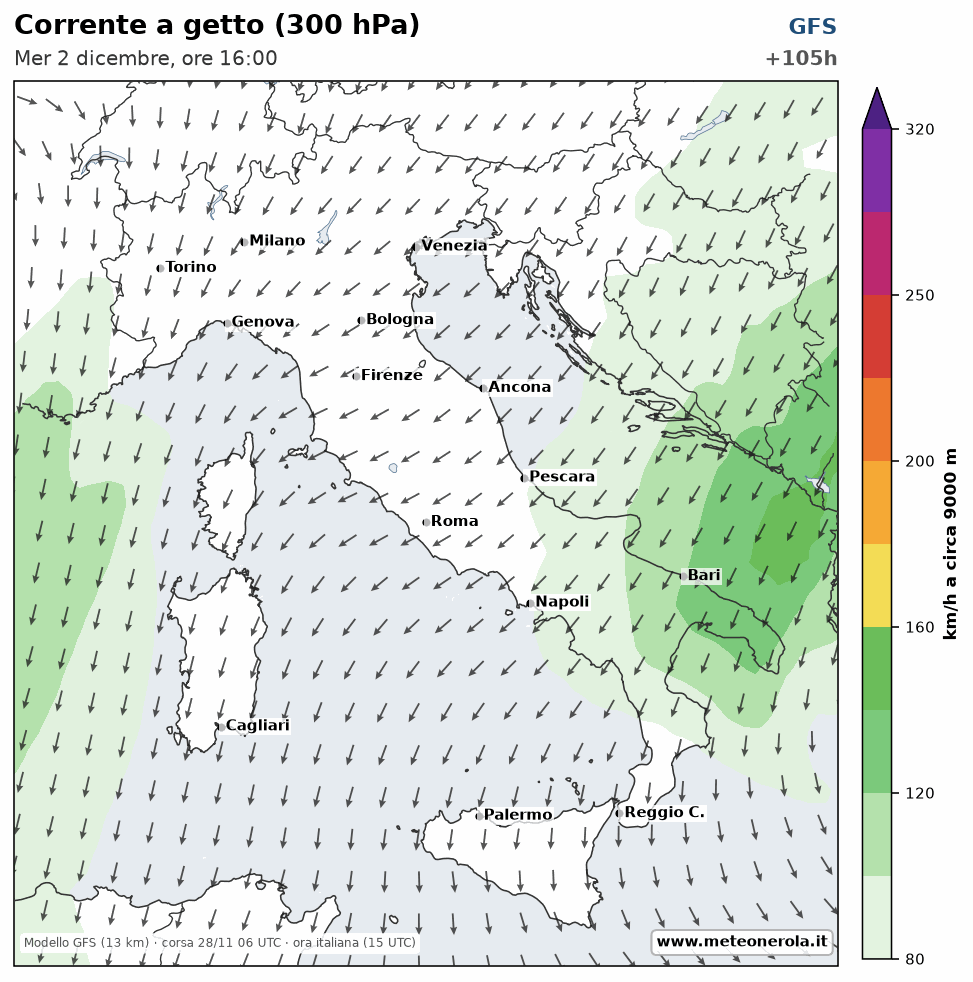 Corrente a getto (300 hPa)
GFS
Mer 2 dicembre, ore 16:00
+105h
Milano
Venezia
Torino
Genova
Bologna
Firenze
Ancona
Pescara
Roma
Bari
Napoli
Cagliari
Palermo
Reggio C.
320
250
200
160
120
80
km/h a circa 9000 m
Modello GFS (13 km) · corsa 28/11 06 UTC · ora italiana (15 UTC)
www.meteonerola.it